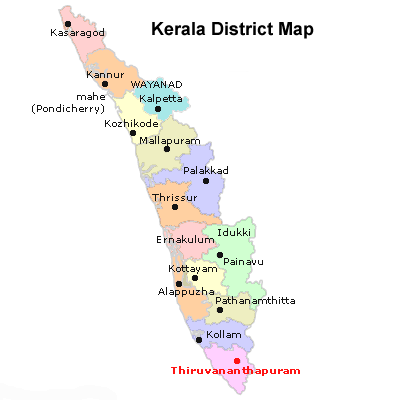 Kerala District Map
Kasaragod
Kannur
WAYANAD
mahe
(Pondicherry)
Kalpetta
Kozhikode
Mallapuram
Palakkad
Thrissur
Idukki
Ernakulum
Painavu
Kottayam
Alappuzha
Pathanamthitta
Kollam
Thiruvananthapuram